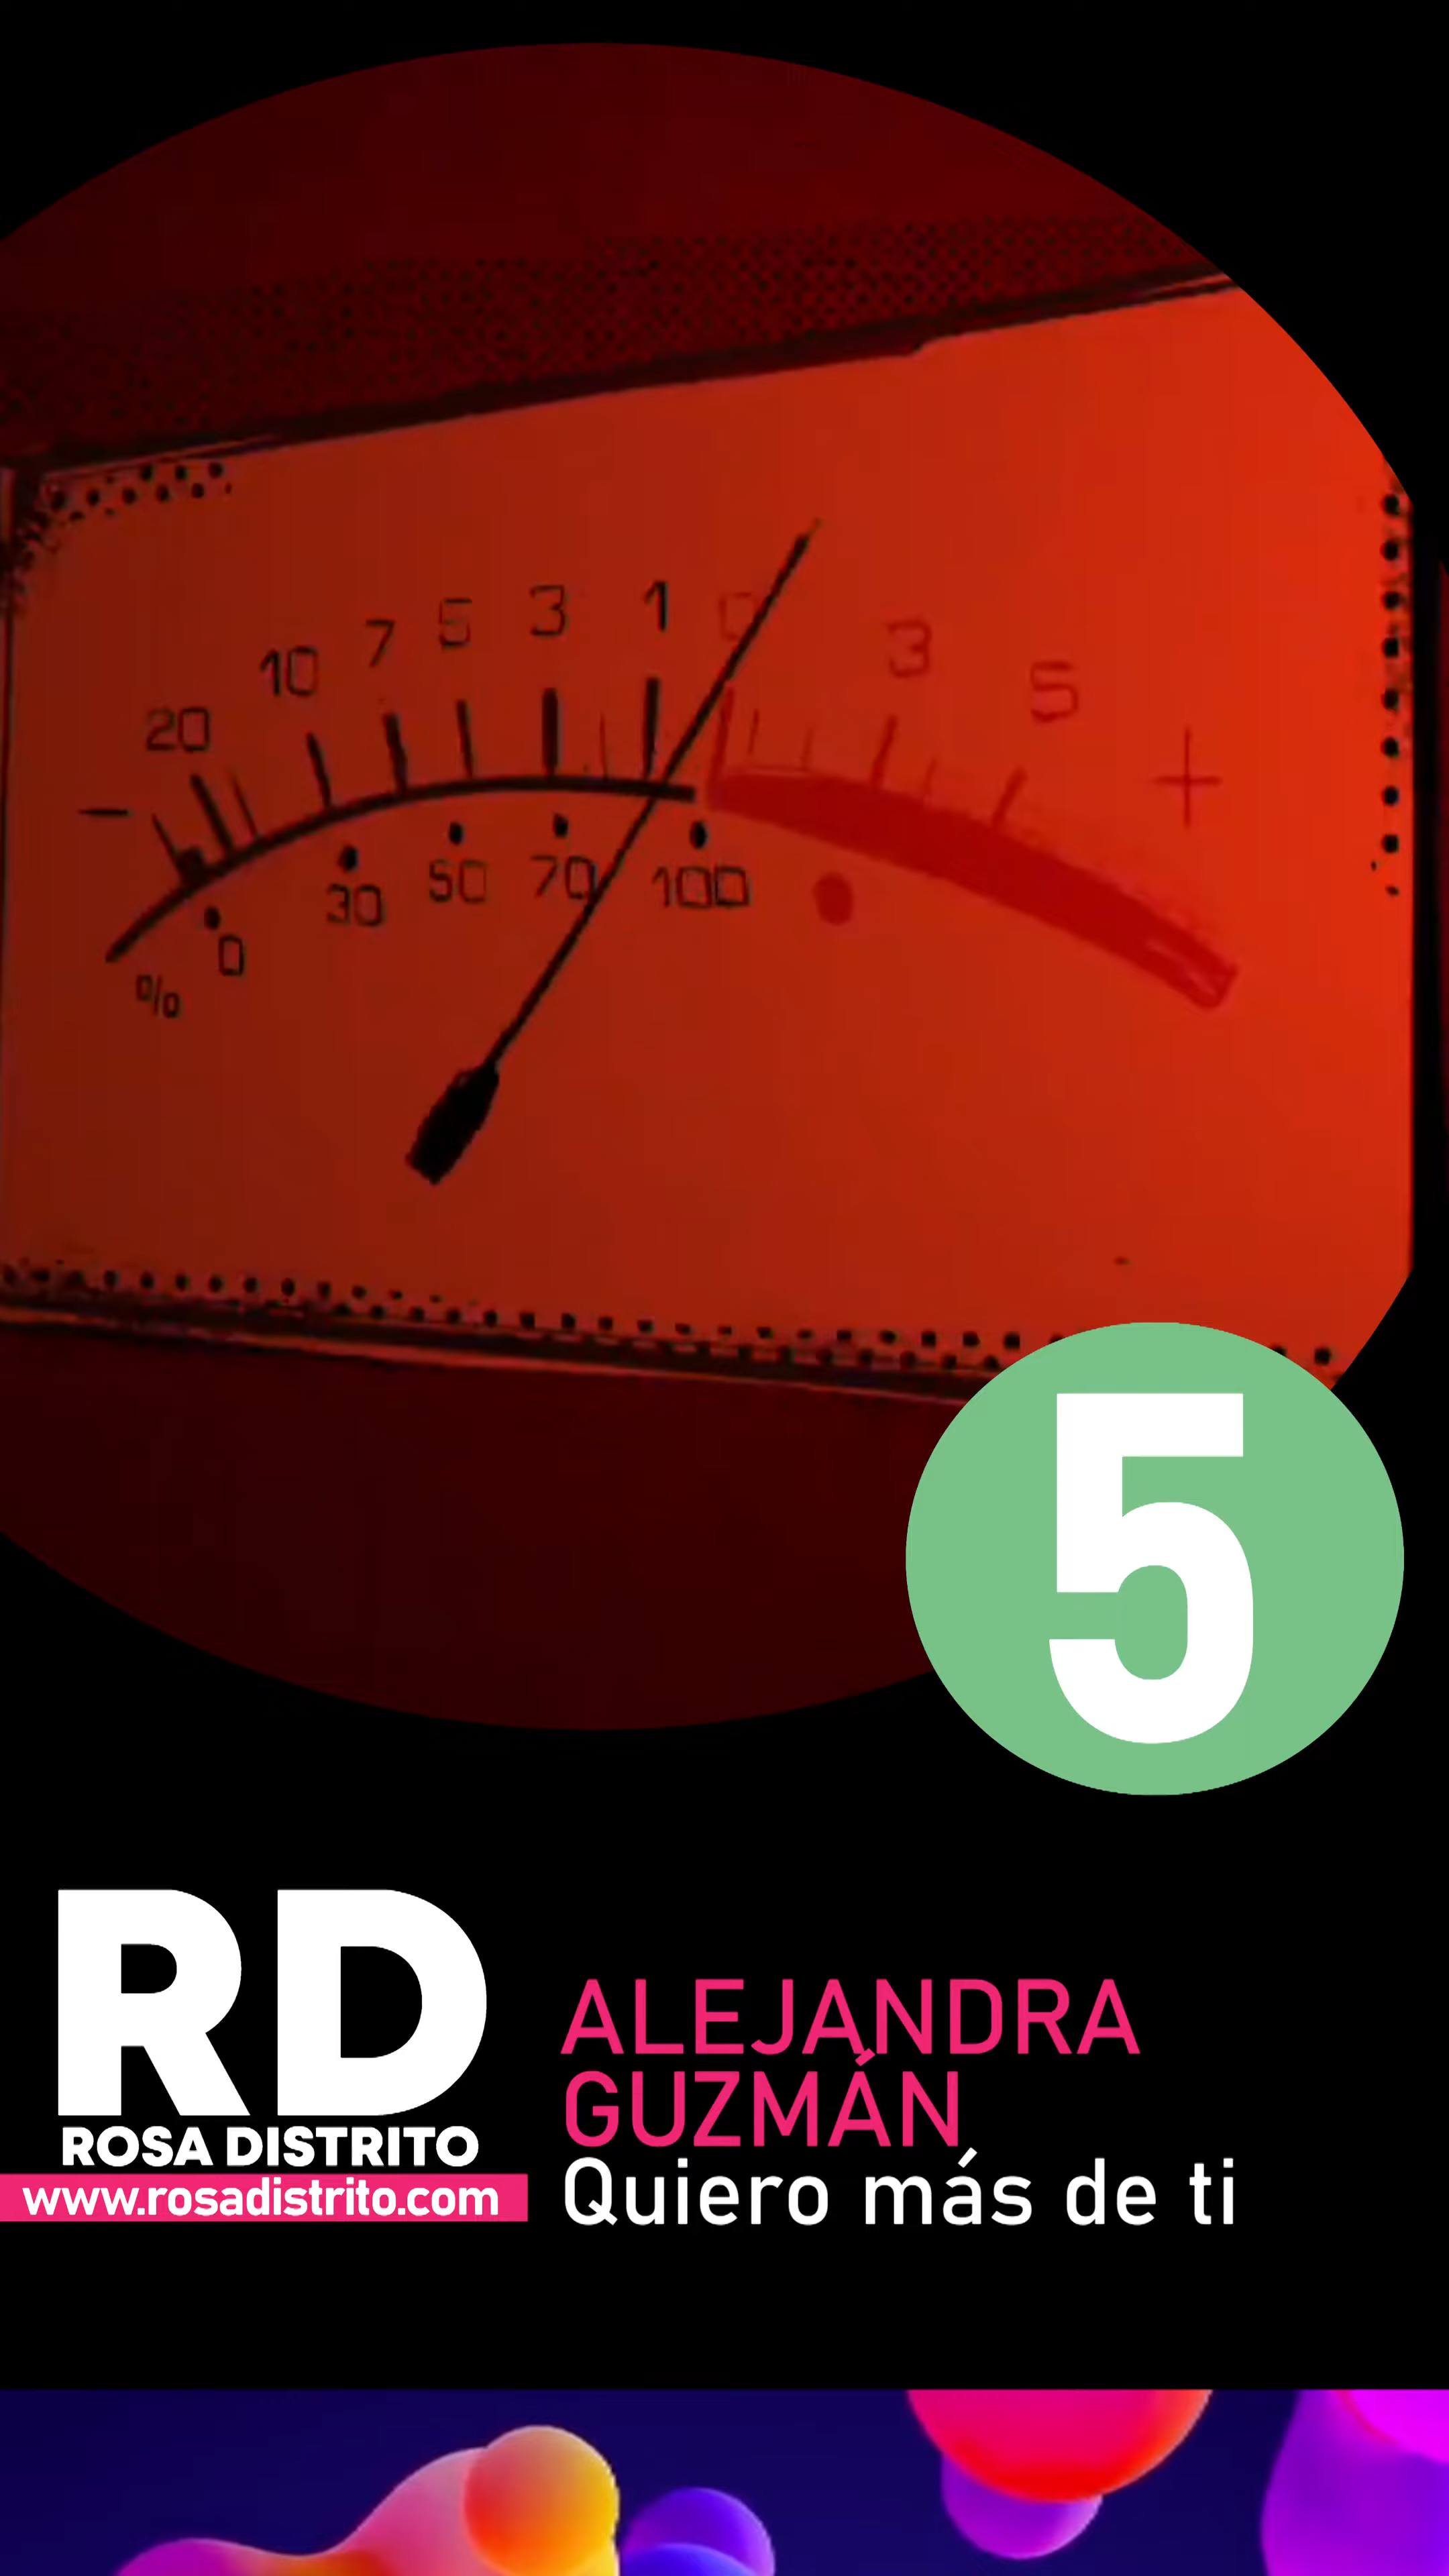 20 10 7 5 3 1 0 3 5 +
−
0 30 50 70 100
%
5
RD
ROSA DISTRITO
www.rosadistrito.com
ALEJANDRA
GUZMÁN
Quiero más de ti